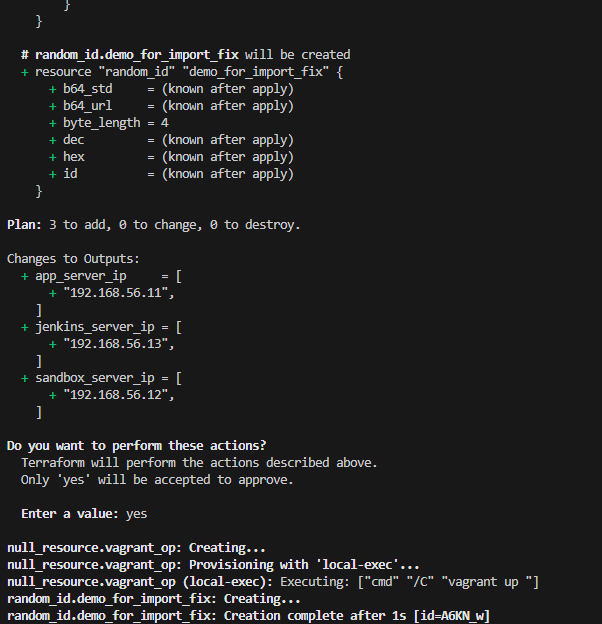 }
}
# random_id.demo_for_import_fix will be created
+ resource "random_id" "demo_for_import_fix" {
+ b64_std     = (known after apply)
+ b64_url     = (known after apply)
+ byte_length = 4
+ dec         = (known after apply)
+ hex         = (known after apply)
+ id          = (known after apply)
}
Plan: 3 to add, 0 to change, 0 to destroy.
Changes to Outputs:
+ app_server_ip     = [
+ "192.168.56.11",
]
+ jenkins_server_ip = [
+ "192.168.56.13",
]
+ sandbox_server_ip = [
+ "192.168.56.12",
]
Do you want to perform these actions?
Terraform will perform the actions described above.
Only 'yes' will be accepted to approve.
Enter a value: yes
null_resource.vagrant_op: Creating...
null_resource.vagrant_op: Provisioning with 'local-exec'...
null_resource.vagrant_op (local-exec): Executing: ["cmd" "/C" "vagrant up "]
random_id.demo_for_import_fix: Creating...
random_id.demo_for_import_fix: Creation complete after 1s [id=A6KN_w]